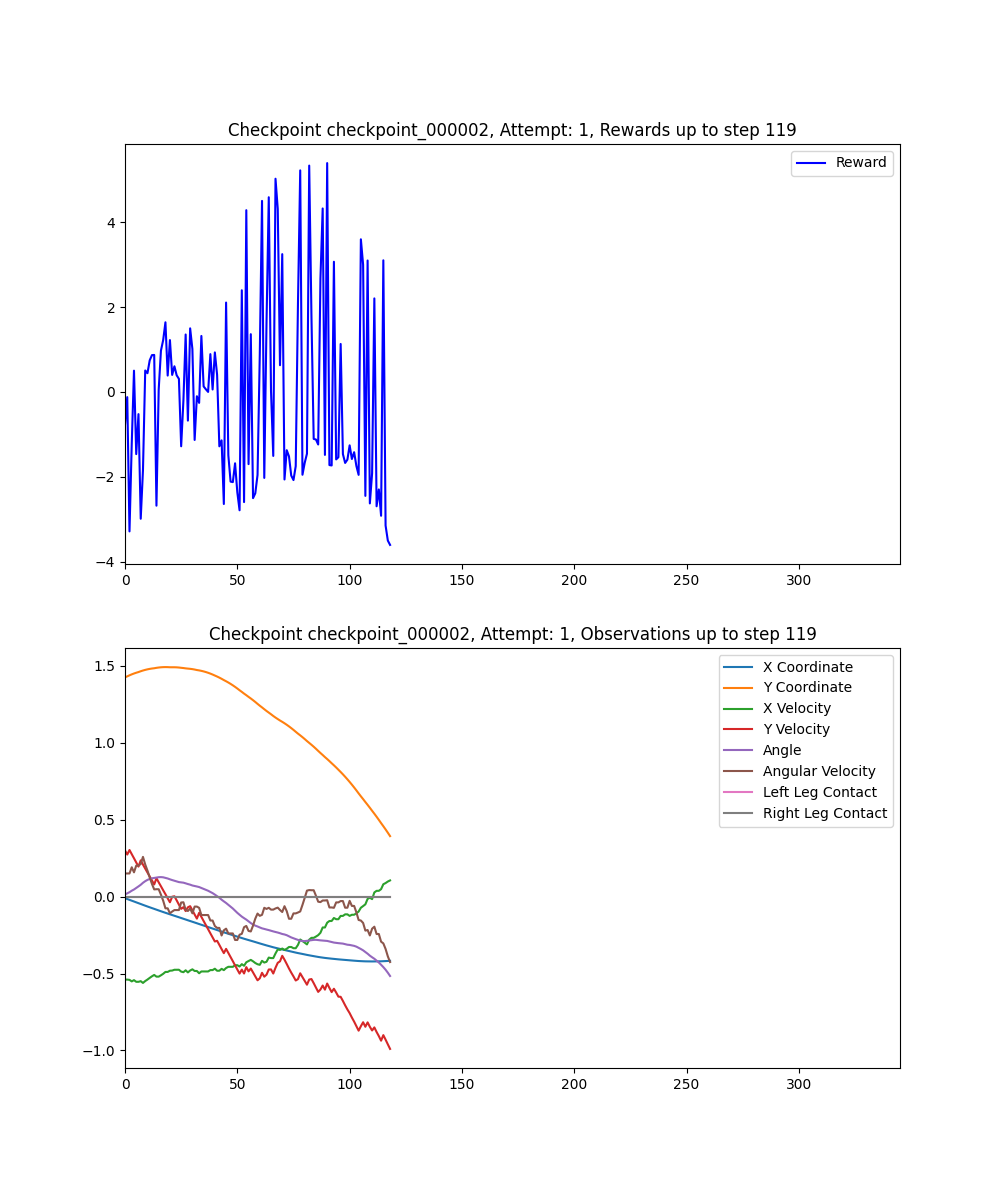 Checkpoint checkpoint_000002, Attempt: 1, Rewards up to step 119
Reward
4
2
0
−2
−4
0 50 100 150 200 250 300
Checkpoint checkpoint_000002, Attempt: 1, Observations up to step 119
X Coordinate
Y Coordinate
X Velocity
Y Velocity
Angle
Angular Velocity
Left Leg Contact
Right Leg Contact
1.5
1.0
0.5
0.0
−0.5
−1.0
0 50 100 150 200 250 300